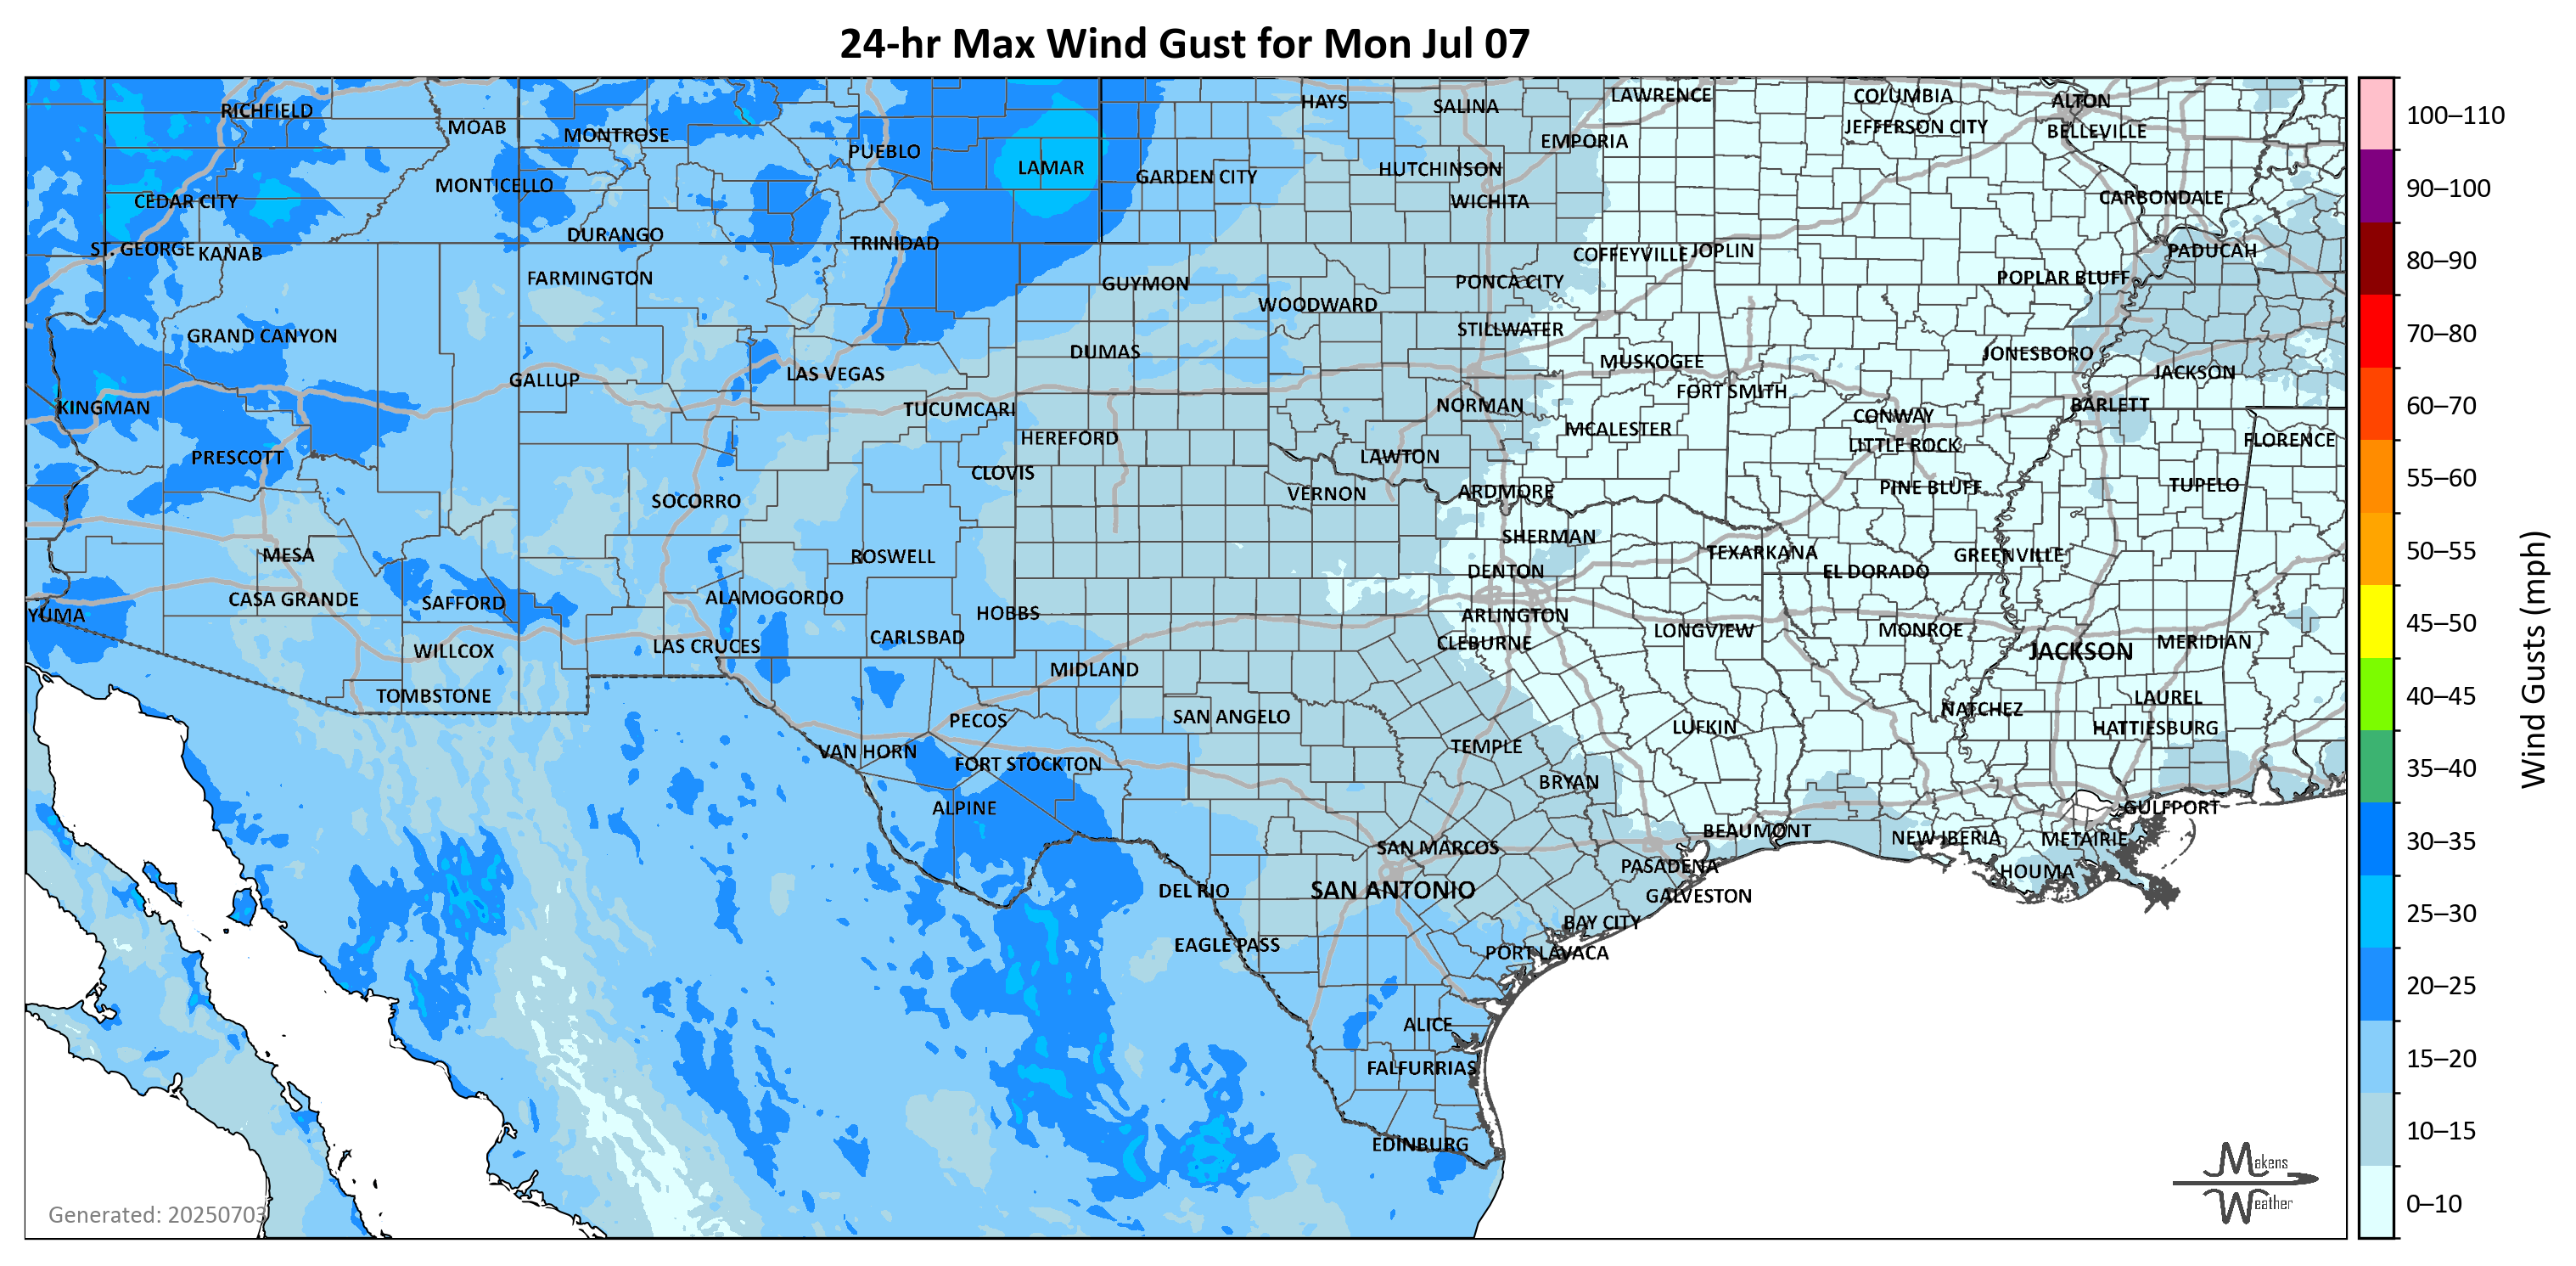 24-hr Max Wind Gust for Mon Jul 07
RICHFIELD
MOAB
MONTROSE
PUEBLO
LAMAR
HAYS
SALINA
LAWRENCE
COLUMBIA
ALTON
JEFFERSON CITY
BELLEVILLE
EMPORIA
HUTCHINSON
GARDEN CITY
MONTICELLO
CEDAR CITY
WICHITA
CARBONDALE
DURANGO
TRINIDAD
ST. GEORGE
KANAB
COFFEYVILLE
JOPLIN
PADUCAH
FARMINGTON
GUYMON
PONCA CITY
POPLAR BLUFF
WOODWARD
GRAND CANYON
STILLWATER
DUMAS
MUSKOGEE
JONESBORO
GALLUP
LAS VEGAS
JACKSON
FORT SMITH
KINGMAN
TUCUMCARI
NORMAN
CONWAY
BARLETT
HEREFORD
MCALESTER
LITTLE ROCK
FLORENCE
PRESCOTT
CLOVIS
LAWTON
SOCORRO
VERNON
ARDMORE
PINE BLUFF
TUPELO
MESA
ROSWELL
SHERMAN
TEXARKANA
GREENVILLE
DENTON
EL DORADO
CASA GRANDE
SAFFORD
ALAMOGORDO
YUMA
HOBBS
ARLINGTON
WILLCOX
LAS CRUCES
CARLSBAD
CLEBURNE
LONGVIEW
MONROE
JACKSON
MERIDIAN
MIDLAND
TOMBSTONE
LAUREL
PECOS
SAN ANGELO
NATCHEZ
LUFKIN
HATTIESBURG
VAN HORN
FORT STOCKTON
TEMPLE
BRYAN
ALPINE
GULFPORT
BEAUMONT
NEW IBERIA
METAIRIE
SAN MARCOS
PASADENA
HOUMA
DEL RIO
SAN ANTONIO
GALVESTON
BAY CITY
EAGLE PASS
PORT LAVACA
ALICE
FALFURRIAS
EDINBURG
Generated: 20250703
Makens
Weather
100–110
90–100
80–90
70–80
60–70
55–60
50–55
45–50
40–45
35–40
30–35
25–30
20–25
15–20
10–15
0–10
Wind Gusts (mph)